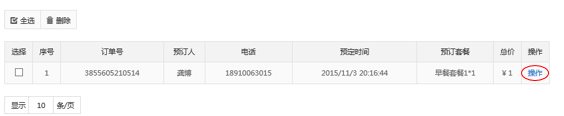 全选 删除
选择 序号 订单号 预订人 电话 预定时间 预订套餐 总价 操作
1 3855605210514 龚博 18910063015 2015/11/3 20:16:44 早餐套餐1*1 ¥ 1 操作
显示 10 条/页